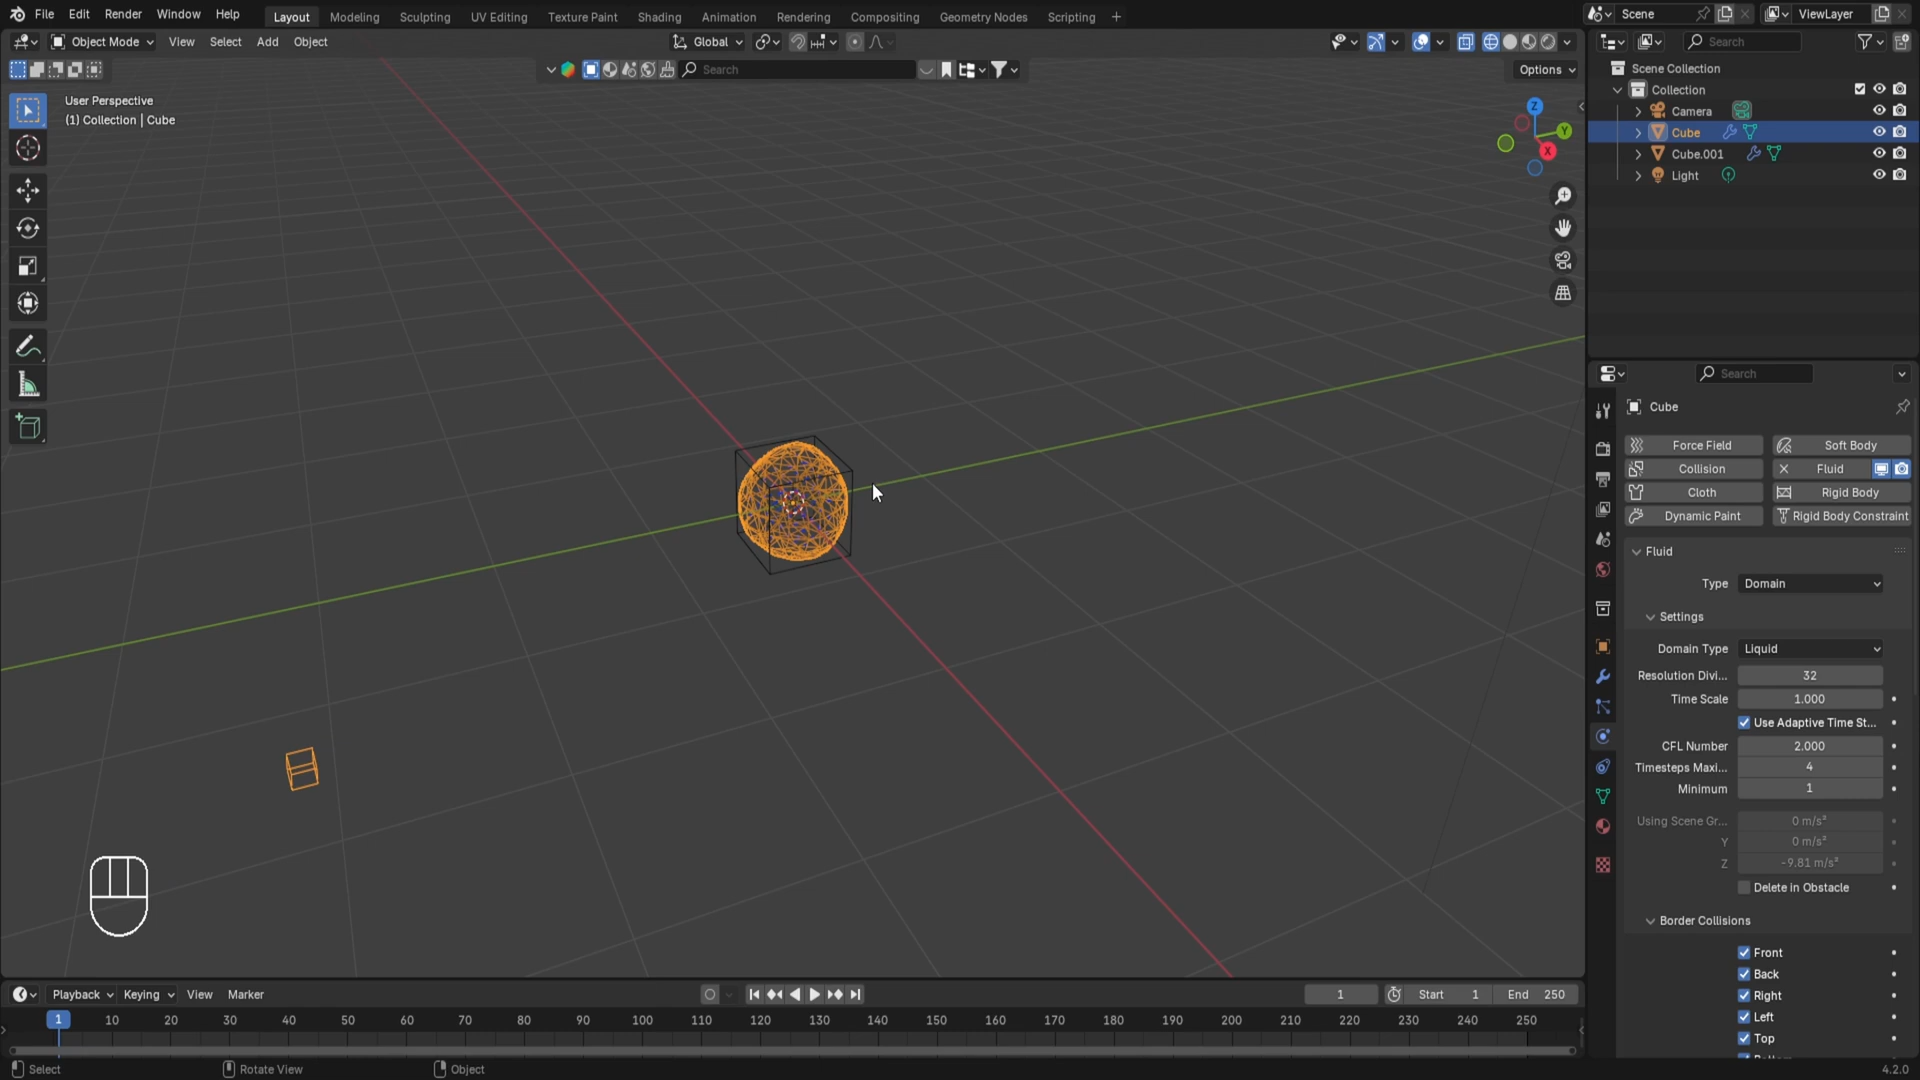 File Edit Render Window Help
Layout Modeling Sculpting UV Editing Texture Paint Shading Animation Rendering Compositing Geometry Nodes Scripting +
Scene
ViewLayer
Object Mode View Select Add Object
Global
Search
Search
Options
User Perspective
(1) Collection | Cube
Z
Y
X
Scene Collection
Collection
Camera
Cube
Cube.001
Light
Search
Cube
Force Field
Soft Body
Collision
Fluid
Cloth
Rigid Body
Dynamic Paint
Rigid Body Constraint
Fluid
Type Domain
Settings
Domain Type Liquid
Resolution Divi... 32
Time Scale 1.000
Use Adaptive Time St...
CFL Number 2.000
Timesteps Maxi... 4
Minimum 1
Using Scene Gr... 0 m/s²
Y 0 m/s²
Z -9.81 m/s²
Delete in Obstacle
Border Collisions
Front
Back
Right
Left
Top
Playback Keying View Marker
1
Start 1
End 250
1 10 20 30 40 50 60 70 80 90 100 110 120 130 140 150 160 170 180 190 200 210 220 230 240 250
Select
Rotate View
Object
4.2.0